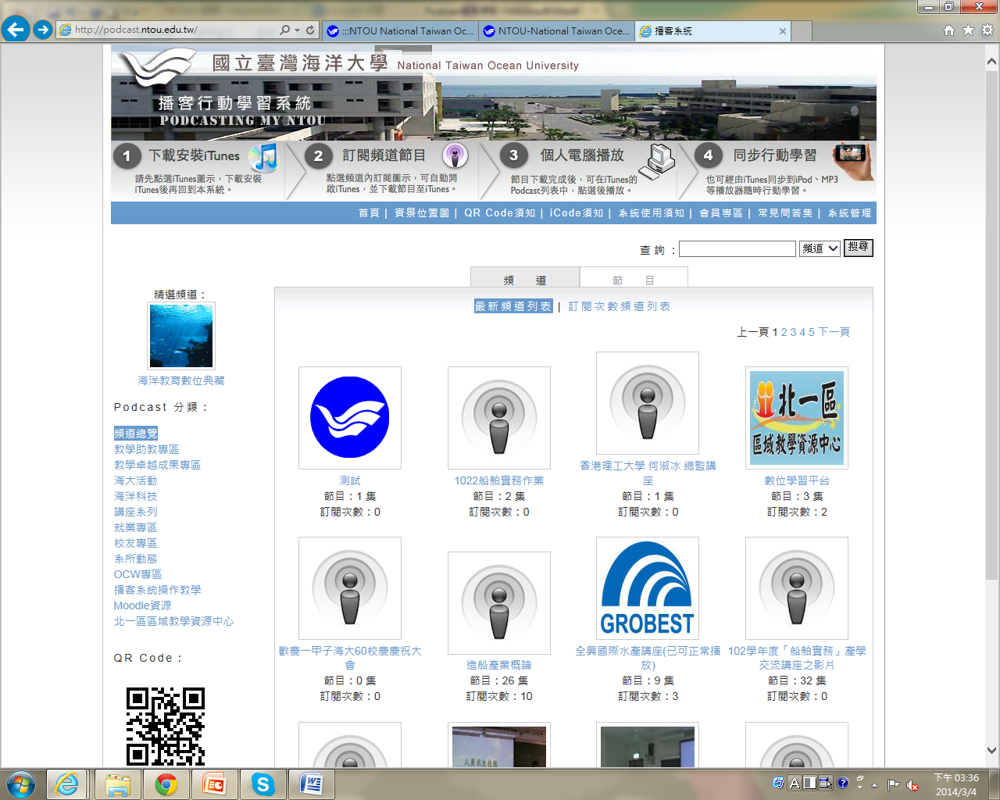 http://podcast.ntou.edu.tw/
:::NTOU National Taiwan Oc...
NTOU-National Taiwan Oce...
播客系統
國立臺灣海洋大學 National Taiwan Ocean University
播客行動學習系統
PODCASTING MY NTOU
1 下載安裝iTunes
請先點選iTunes圖示，下載安裝
iTunes後再回到本系統。
2 訂閱頻道節目
點選頻道內訂閱圖示，可自動開
啟iTunes，並下載節目至iTunes。
3 個人電腦播放
節目下載完成後，可在iTunes的
Podcast列表中，點選後播放。
4 同步行動學習
也可經由iTunes同步到iPod、MP3
等播放器隨時行動學習。
首頁 | 實景位置圖 | QR Code須知 | iCode須知 | 系統使用須知 | 會員專區 | 常見問答集 | 系統管理
查 詢 ：
頻道
搜尋
頻 道
節 目
精選頻道：
海洋教育數位典藏
Podcast 分類：
頻道總覽
教學助教專區
教學卓越成果專區
海大活動
海洋科技
講座系列
就業專區
校友專區
系所動態
OCW專區
播客系統操作教學
Moodle資源
北一區區域教學資源中心
QR Code：
最新頻道列表 | 訂閱次數頻道列表
上一頁 1 2 3 4 5 下一頁
測試
節目：1 集
訂閱次數：0
1022船舶實務作業
節目：2 集
訂閱次數：0
香港理工大學 何淑冰 總監講
座
節目：1 集
訂閱次數：0
北一區
區域教學資源中心
數位學習平台
節目：3 集
訂閱次數：2
歡慶一甲子海大60校慶慶祝大
會
節目：0 集
訂閱次數：0
造船產業概論
節目：26 集
訂閱次數：10
GROBEST
全興國際水產講座(已可正常播
放)
節目：9 集
訂閱次數：3
102學年度「船舶實務」產學
交流講座之影片
節目：32 集
訂閱次數：0
人員求生技能
下午 03:36
2014/3/4